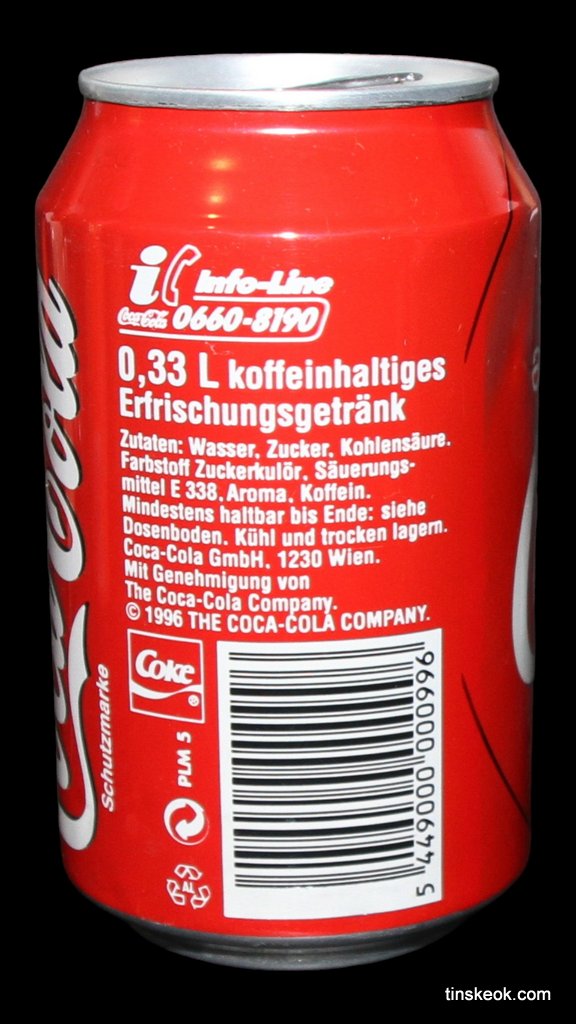 i Info-Line
Coca-Cola 0660-8190
0,33 L koffeinhaltiges
Erfrischungsgetränk
Zutaten: Wasser, Zucker, Kohlensäure.
Farbstoff Zuckerkulör, Säuerungs-
mittel E 338, Aroma, Koffein.
Mindestens haltbar bis Ende: siehe
Dosenboden. Kühl und trocken lagern.
Coca-Cola GmbH, 1230 Wien.
Mit Genehmigung von
The Coca-Cola Company.
© 1996 THE COCA-COLA COMPANY.
Coke ®
PLM 5
AL
5 449000 000996
Coca-Cola
Schutzmarke
tinskeok.com